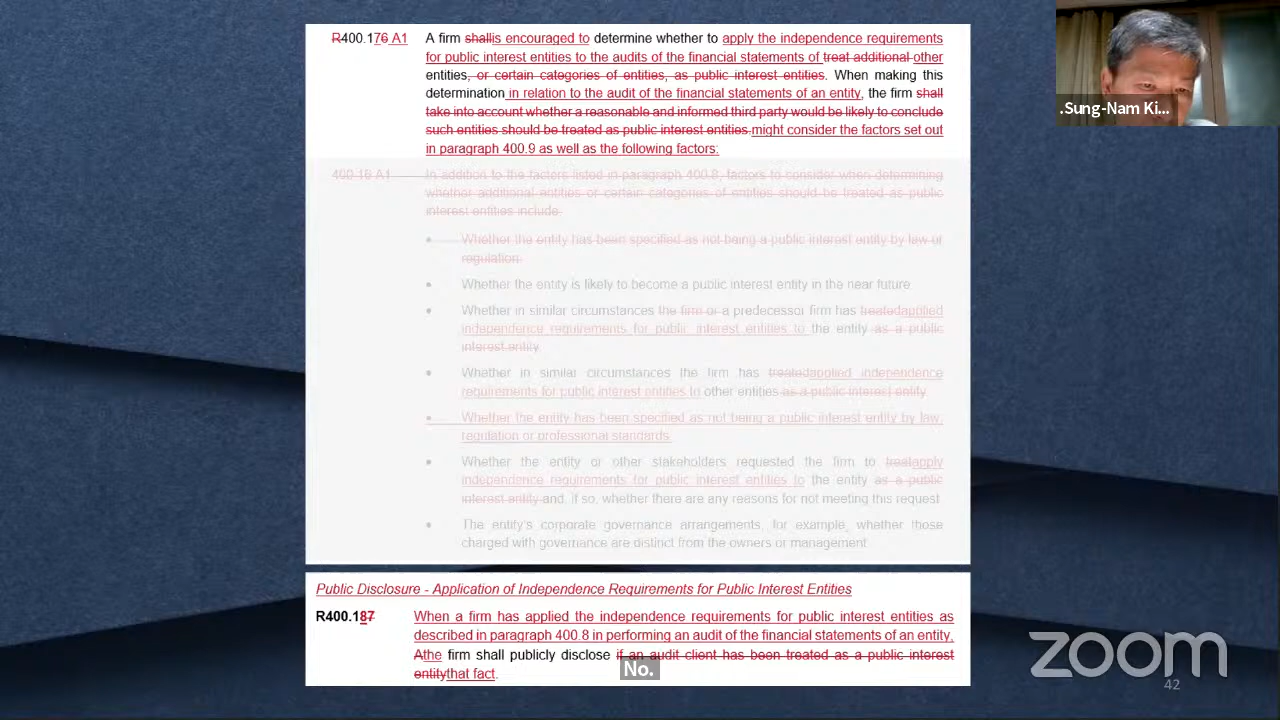 R400.176 A1 A firm shallis encouraged to determine whether to apply the independence requirements
for public interest entities to the audits of the financial statements of treat additional other
entities, or certain categories of entities, as public interest entities. When making this
determination in relation to the audit of the financial statements of an entity, the firm shall
take into account whether a reasonable and informed third party would be likely to conclude
such entities should be treated as public interest entities.might consider the factors set out
in paragraph 400.9 as well as the following factors:
400.16 A1 In addition to the factors listed in paragraph 400.8, factors to consider when determining
whether additional entities or certain categories of entities should be treated as public
interest entities include:
• Whether the entity has been specified as not being a public interest entity by law or
regulation.
• Whether the entity is likely to become a public interest entity in the near future
• Whether in similar circumstances the firm or a predecessor firm has treatedapplied
independence requirements for public interest entities to the entity as a public
interest entity
• Whether in similar circumstances the firm has treatedapplied independence
requirements for public interest entities to other entities as a public interest entity
• Whether the entity has been specified as not being a public interest entity by law,
regulation or professional standards.
• Whether the entity or other stakeholders requested the firm to treatapply
independence requirements for public interest entities to the entity as a public
interest entity and, if so, whether there are any reasons for not meeting this request
• The entity's corporate governance arrangements, for example, whether those
charged with governance are distinct from the owners or management
Public Disclosure - Application of Independence Requirements for Public Interest Entities
R400.187 When a firm has applied the independence requirements for public interest entities as
described in paragraph 400.8 in performing an audit of the financial statements of an entity,
Athe firm shall publicly disclose if an audit client has been treated as a public interest
entitythat fact.
.Sung-Nam Ki...
No.
zoom
42